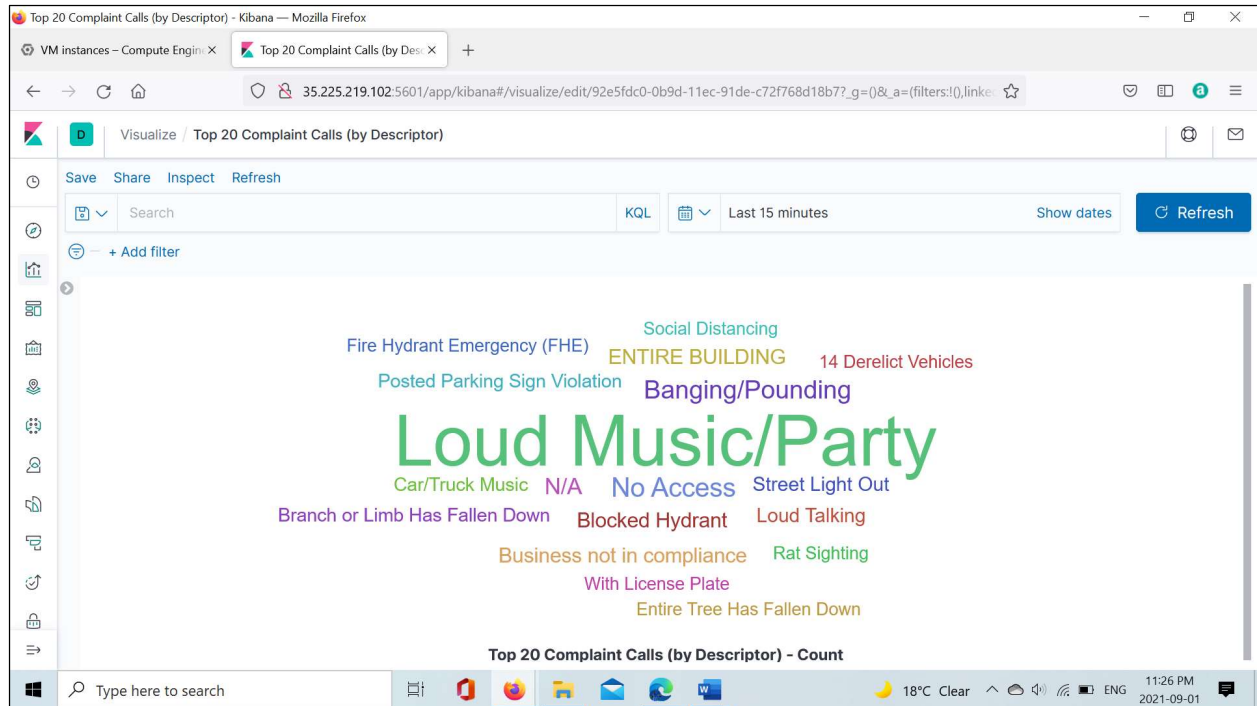 Top 20 Complaint Calls (by Descriptor) - Kibana — Mozilla Firefox
VM instances – Compute Engin
Top 20 Complaint Calls (by Desc
35.225.219.102:5601/app/kibana#/visualize/edit/92e5fdc0-0b9d-11ec-91de-c72f768d18b7?_g=()&_a=(filters:!(),linke
D Visualize / Top 20 Complaint Calls (by Descriptor)
Save Share Inspect Refresh
Search KQL Last 15 minutes Show dates Refresh
+ Add filter
Social Distancing
Fire Hydrant Emergency (FHE) ENTIRE BUILDING 14 Derelict Vehicles
Posted Parking Sign Violation Banging/Pounding
Loud Music/Party
Car/Truck Music N/A No Access Street Light Out
Branch or Limb Has Fallen Down Blocked Hydrant Loud Talking
Business not in compliance Rat Sighting
With License Plate
Entire Tree Has Fallen Down
Top 20 Complaint Calls (by Descriptor) - Count
Type here to search 18°C Clear ENG 11:26 PM
2021-09-01